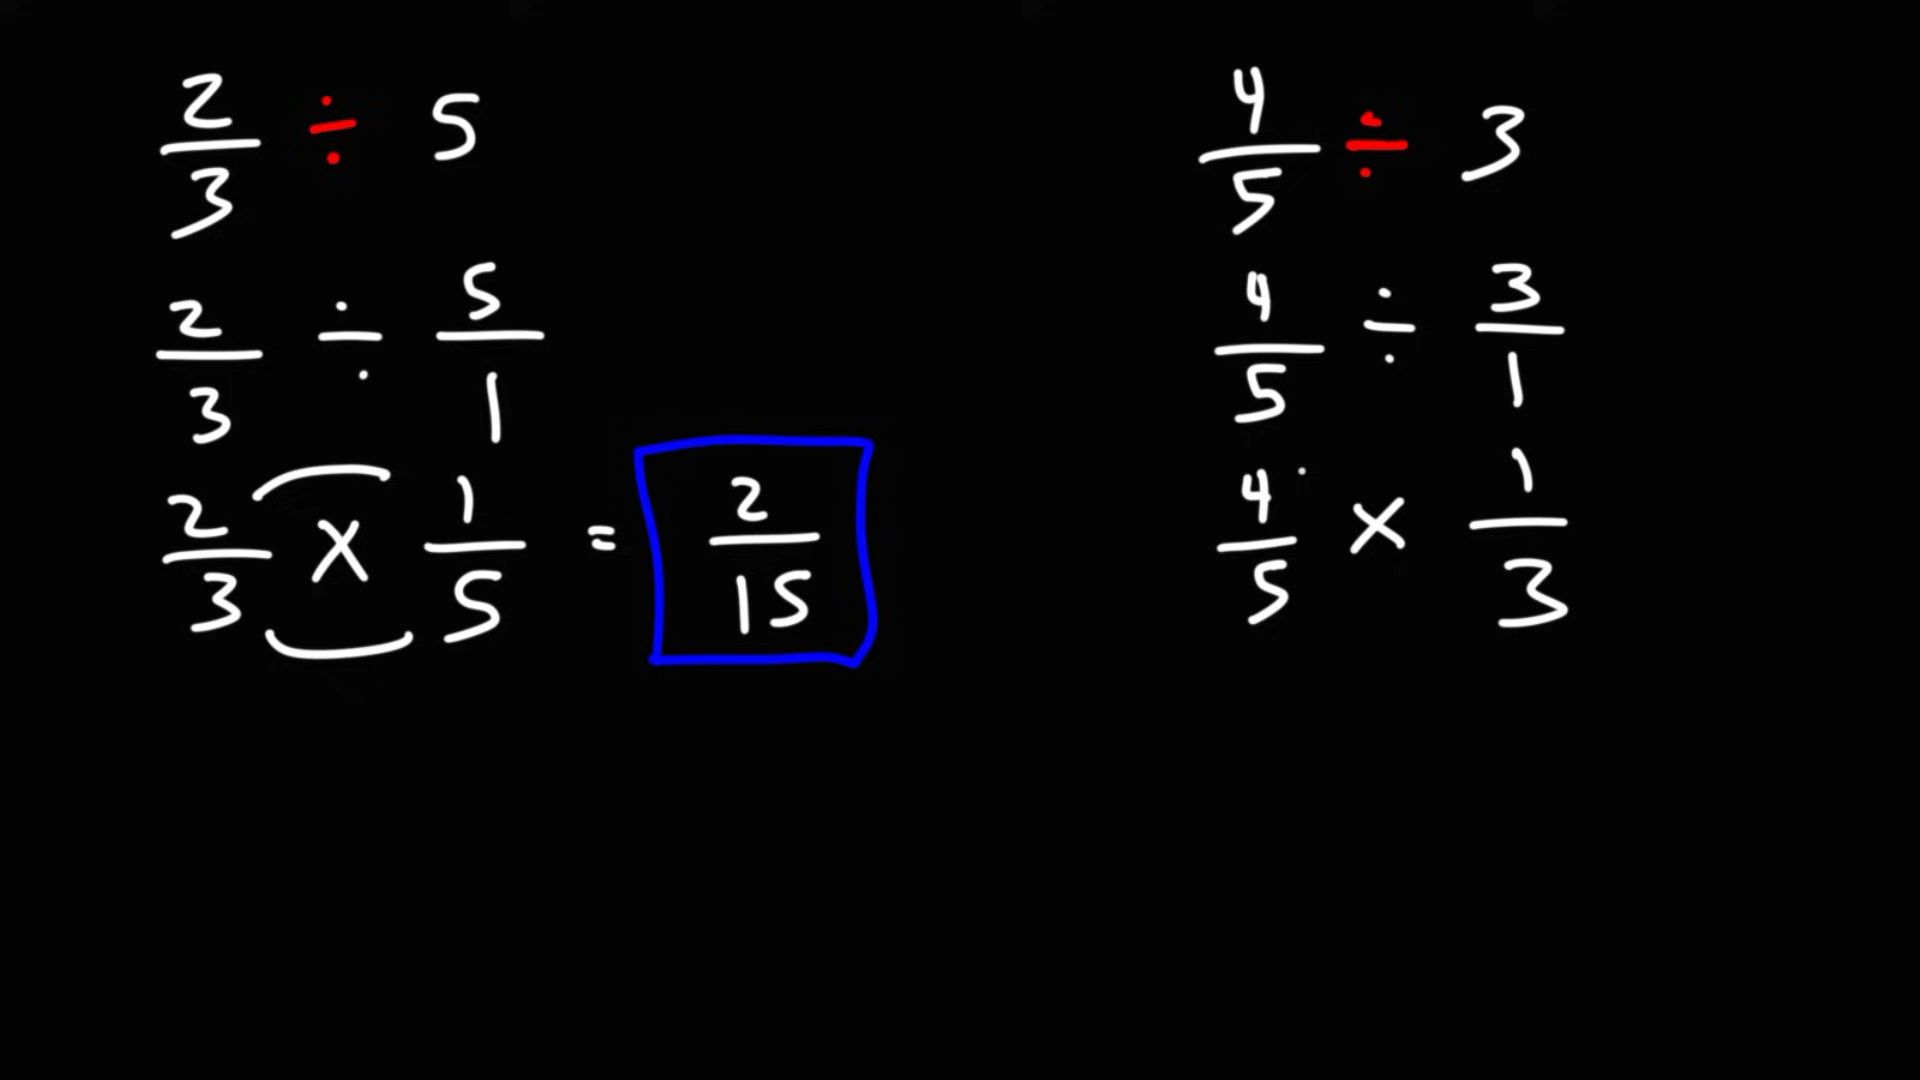 2/3 ÷ 5
2/3 ÷ 5/1
2/3 × 1/5 = 2/15
4/5 ÷ 3
4/5 ÷ 3/1
4/5 × 1/3